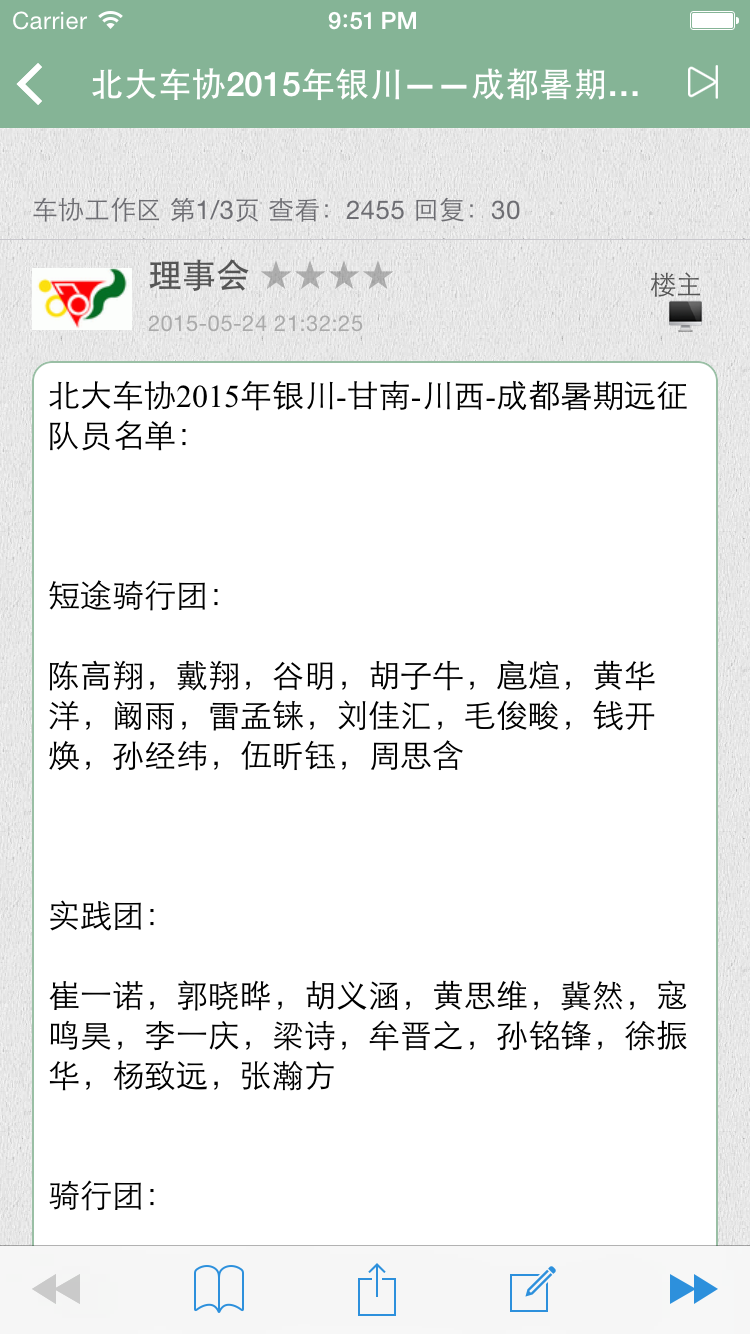 Carrier 9:51 PM
北大车协2015年银川——成都暑期...
车协工作区 第1/3页 查看：2455 回复：30
理事会 ★★★★
楼主
2015-05-24 21:32:25
北大车协2015年银川-甘南-川西-成都暑期远征
队员名单：
短途骑行团：
陈高翔，戴翔，谷明，胡子牛，扈煊，黄华
洋，阚雨，雷孟铼，刘佳汇，毛俊畯，钱开
焕，孙经纬，伍昕钰，周思含
实践团：
崔一诺，郭晓晔，胡义涵，黄思维，冀然，寇
鸣昊，李一庆，梁诗，牟晋之，孙铭锋，徐振
华，杨致远，张瀚方
骑行团：